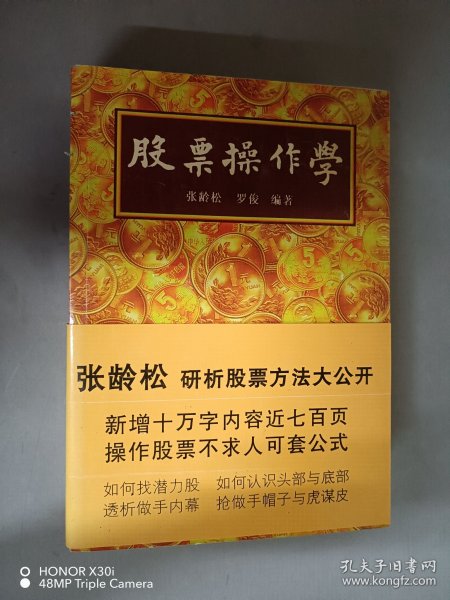 股票操作學
张龄松 罗俊 编著
张龄松 研析股票方法大公开
新增十万字内容近七百页
操作股票不求人可套公式
如何找潜力股 如何认识头部与底部
透析做手内幕 抢做手帽子与虎谋皮
HONOR X30i
48MP Triple Camera
孔夫子旧书网
www.kongfz.com